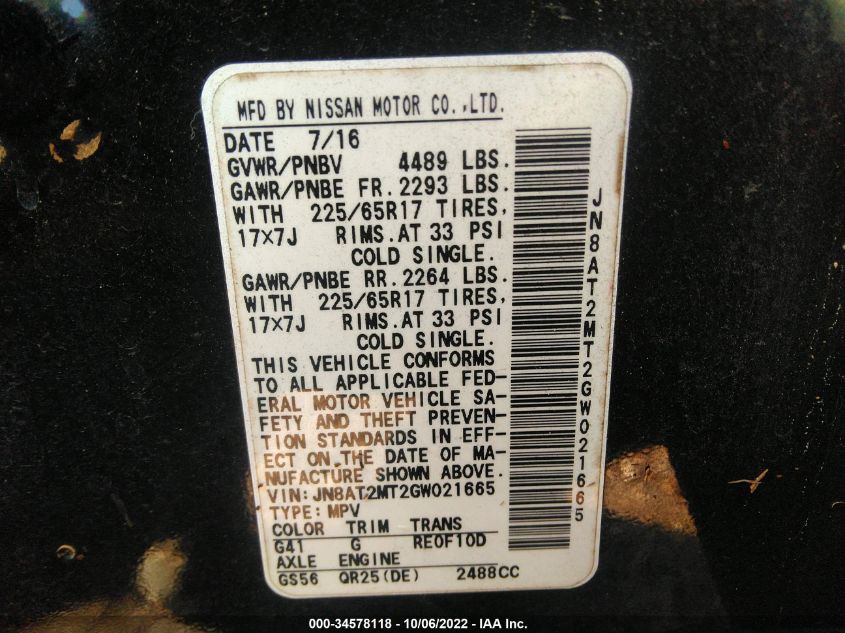 MFD BY NISSAN MOTOR CO.,LTD.
DATE 7/16
GVWR/PNBV 4489 LBS.
GAWR/PNBE FR. 2293 LBS.
WITH 225/65R17 TIRES,
17×7J RIMS. AT 33 PSI
COLD SINGLE.
GAWR/PNBE RR. 2264 LBS.
WITH 225/65R17 TIRES,
17×7J RIMS. AT 33 PSI
COLD SINGLE.
THIS VEHICLE CONFORMS
TO ALL APPLICABLE FED-
ERAL MOTOR VEHICLE SA-
FETY AND THEFT PREVEN-
TION STANDARDS IN EFF-
ECT ON THE DATE OF MA-
NUFACTURE SHOWN ABOVE.
VIN:JN8AT2MT2GW021665
TYPE:MPV
COLOR TRIM TRANS
G41 G RE0F10D
AXLE ENGINE
GS56 QR25(DE) 2488CC
JN8AT2MT2GW021665
000-34578118 - 10/06/2022 - IAA Inc.